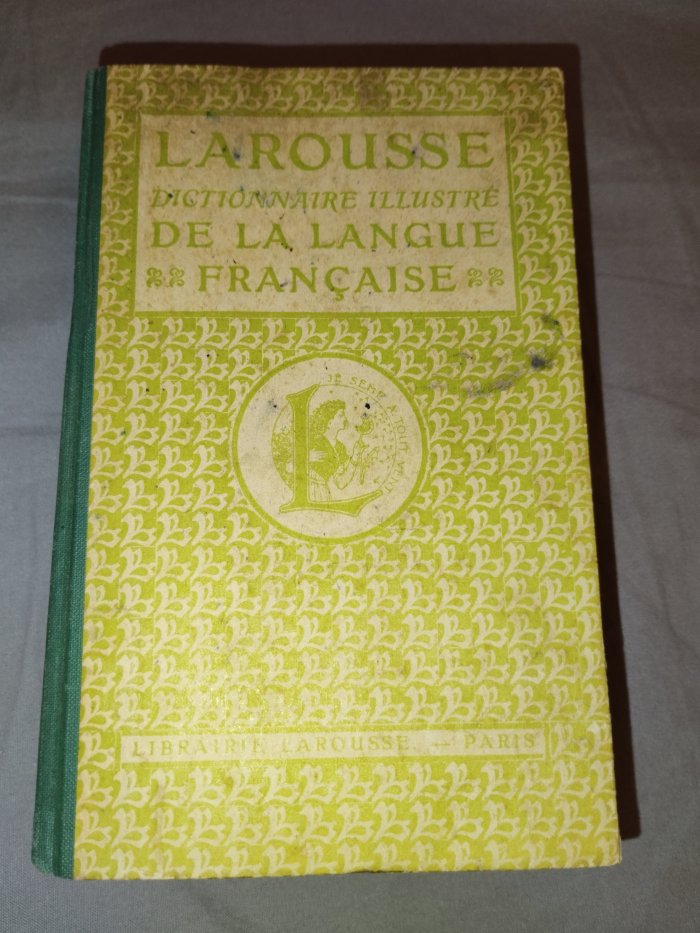 LAROUSSE
DICTIONNAIRE ILLUSTRÉ
DE LA LANGUE
FRANÇAISE
L
JE SÈME À TOUT VENT
LIBRAIRIE LAROUSSE. — PARIS